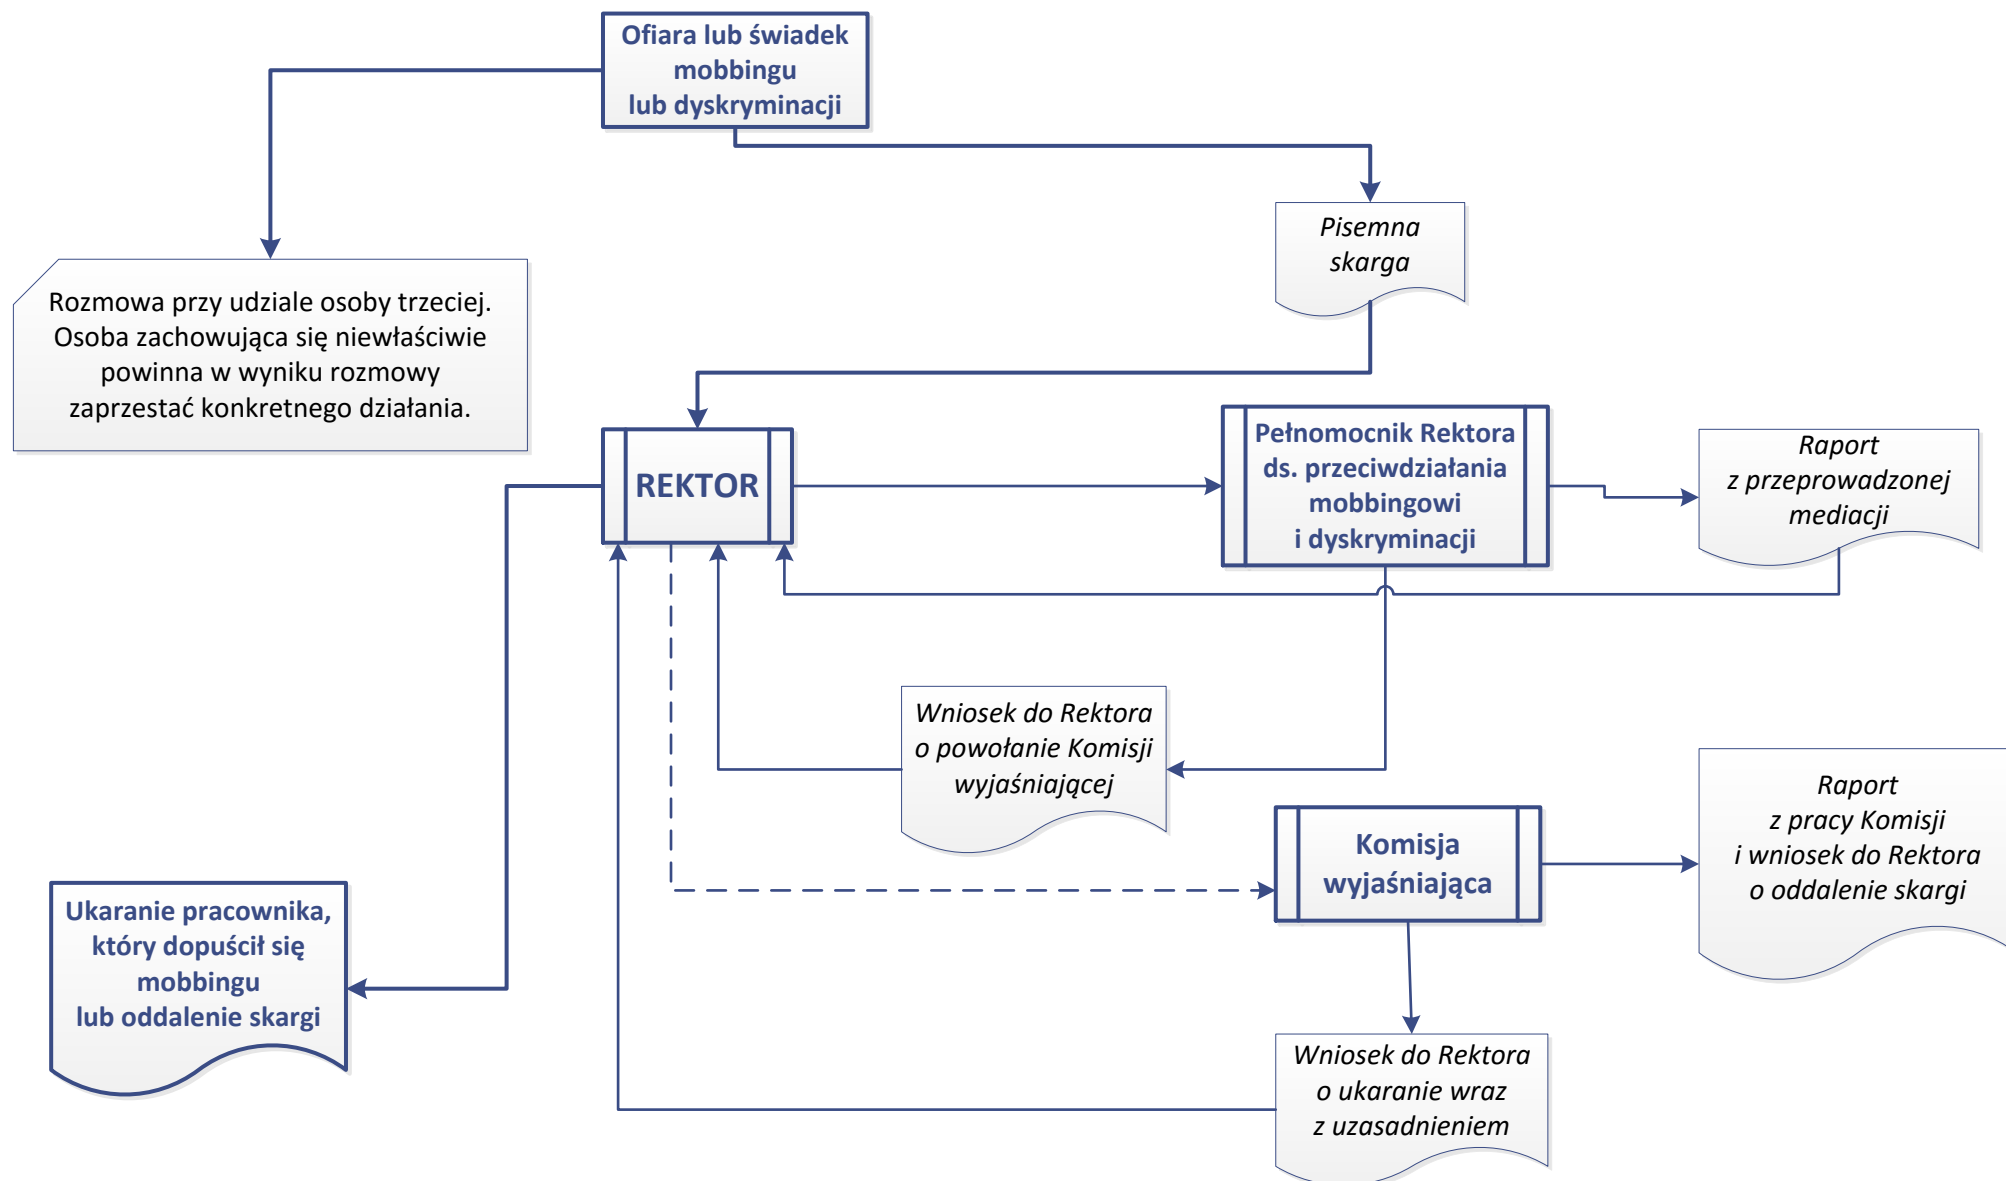 Ofiara lub świadek
mobbingu
lub dyskryminacji
Pisemna
skarga
Rozmowa przy udziale osoby trzeciej.
Osoba zachowująca się niewłaściwie
powinna w wyniku rozmowy
zaprzestać konkretnego działania.
REKTOR
Pełnomocnik Rektora
ds. przeciwdziałania
mobbingowi
i dyskryminacji
Raport
z przeprowadzonej
mediacji
Wniosek do Rektora
o powołanie Komisji
wyjaśniającej
Komisja
wyjaśniająca
Raport
z pracy Komisji
i wniosek do Rektora
o oddalenie skargi
Ukaranie pracownika,
który dopuścił się
mobbingu
lub oddalenie skargi
Wniosek do Rektora
o ukaranie wraz
z uzasadnieniem